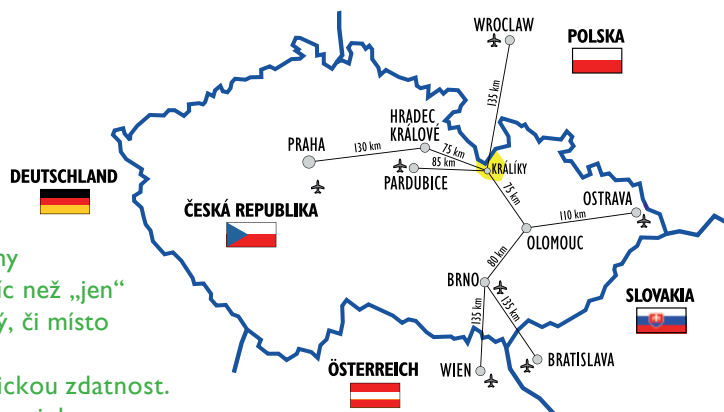 WROCLAW
POLSKA
135 km
HRADEC
KRÁLOVÉ
PRAHA
130 km
75 km
85 km
KRÁLÍKY
PARDUBICE
DEUTSCHLAND
75 km
OSTRAVA
ČESKÁ REPUBLIKA
110 km
OLOMOUC
ny
íc než „jen“
ý, či místo
80 km
BRNO
SLOVAKIA
135 km
135 km
ÖSTERREICH
WIEN
BRATISLAVA
ickou zdatnost.